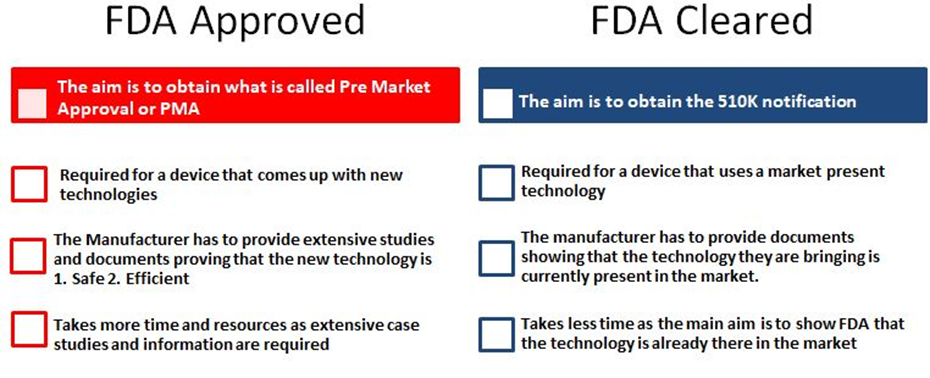 FDA Approved
The aim is to obtain what is called Pre Market
Approval or PMA
Required for a device that comes up with new
technologies
The Manufacturer has to provide extensive studies
and documents proving that the new technology is
1. Safe 2. Efficient
Takes more time and resources as extensive case
studies and information are required
FDA Cleared
The aim is to obtain the 510K notification
Required for a device that uses a market present
technology
The manufacturer has to provide documents
showing that the technology they are bringing is
currently present in the market.
Takes less time as the main aim is to show FDA that
the technology is already there in the market